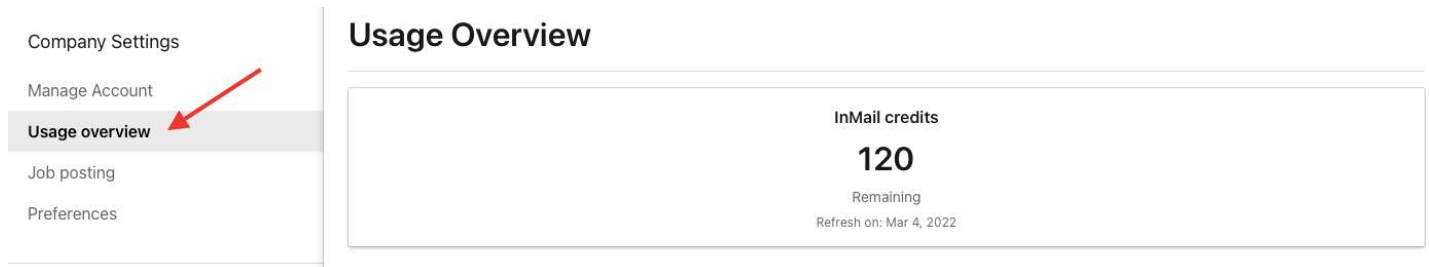 Company Settings
Manage Account
Usage overview
Job posting
Preferences
Usage Overview
InMail credits
120
Remaining
Refresh on: Mar 4, 2022